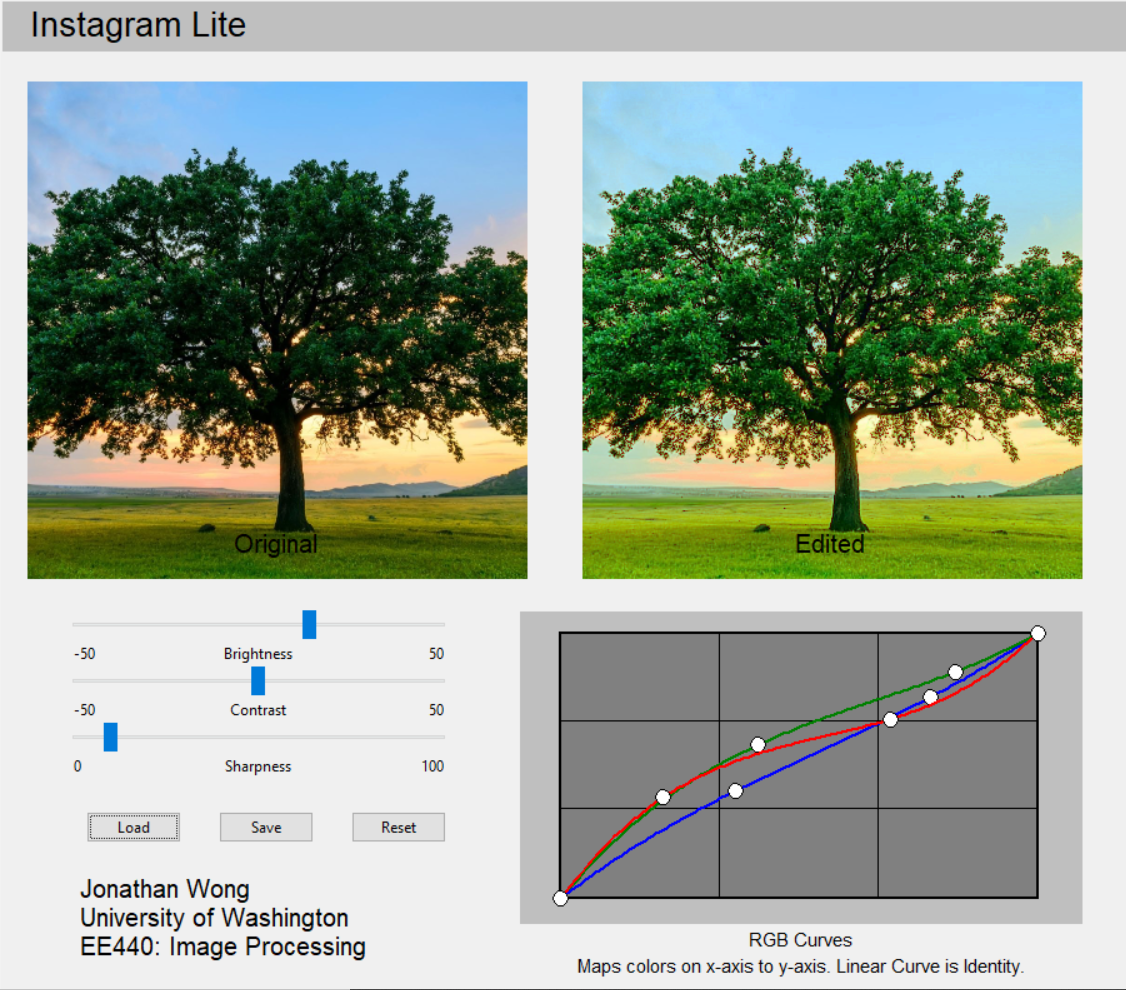 Instagram Lite
Original
Edited
-50 Brightness 50
-50 Contrast 50
0 Sharpness 100
Load Save Reset
Jonathan Wong
University of Washington
EE440: Image Processing
RGB Curves
Maps colors on x-axis to y-axis. Linear Curve is Identity.